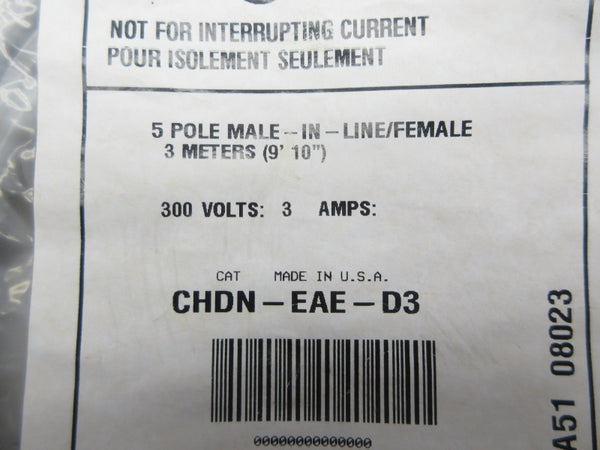 NOT FOR INTERRUPTING CURRENT
POUR ISOLEMENT SEULEMENT
5 POLE MALE-IN-LINE/FEMALE
3 METERS (9' 10")
300 VOLTS: 3 AMPS:
CAT MADE IN U.S.A.
CHDN-EAE-D3
00000000000000
A51 08023